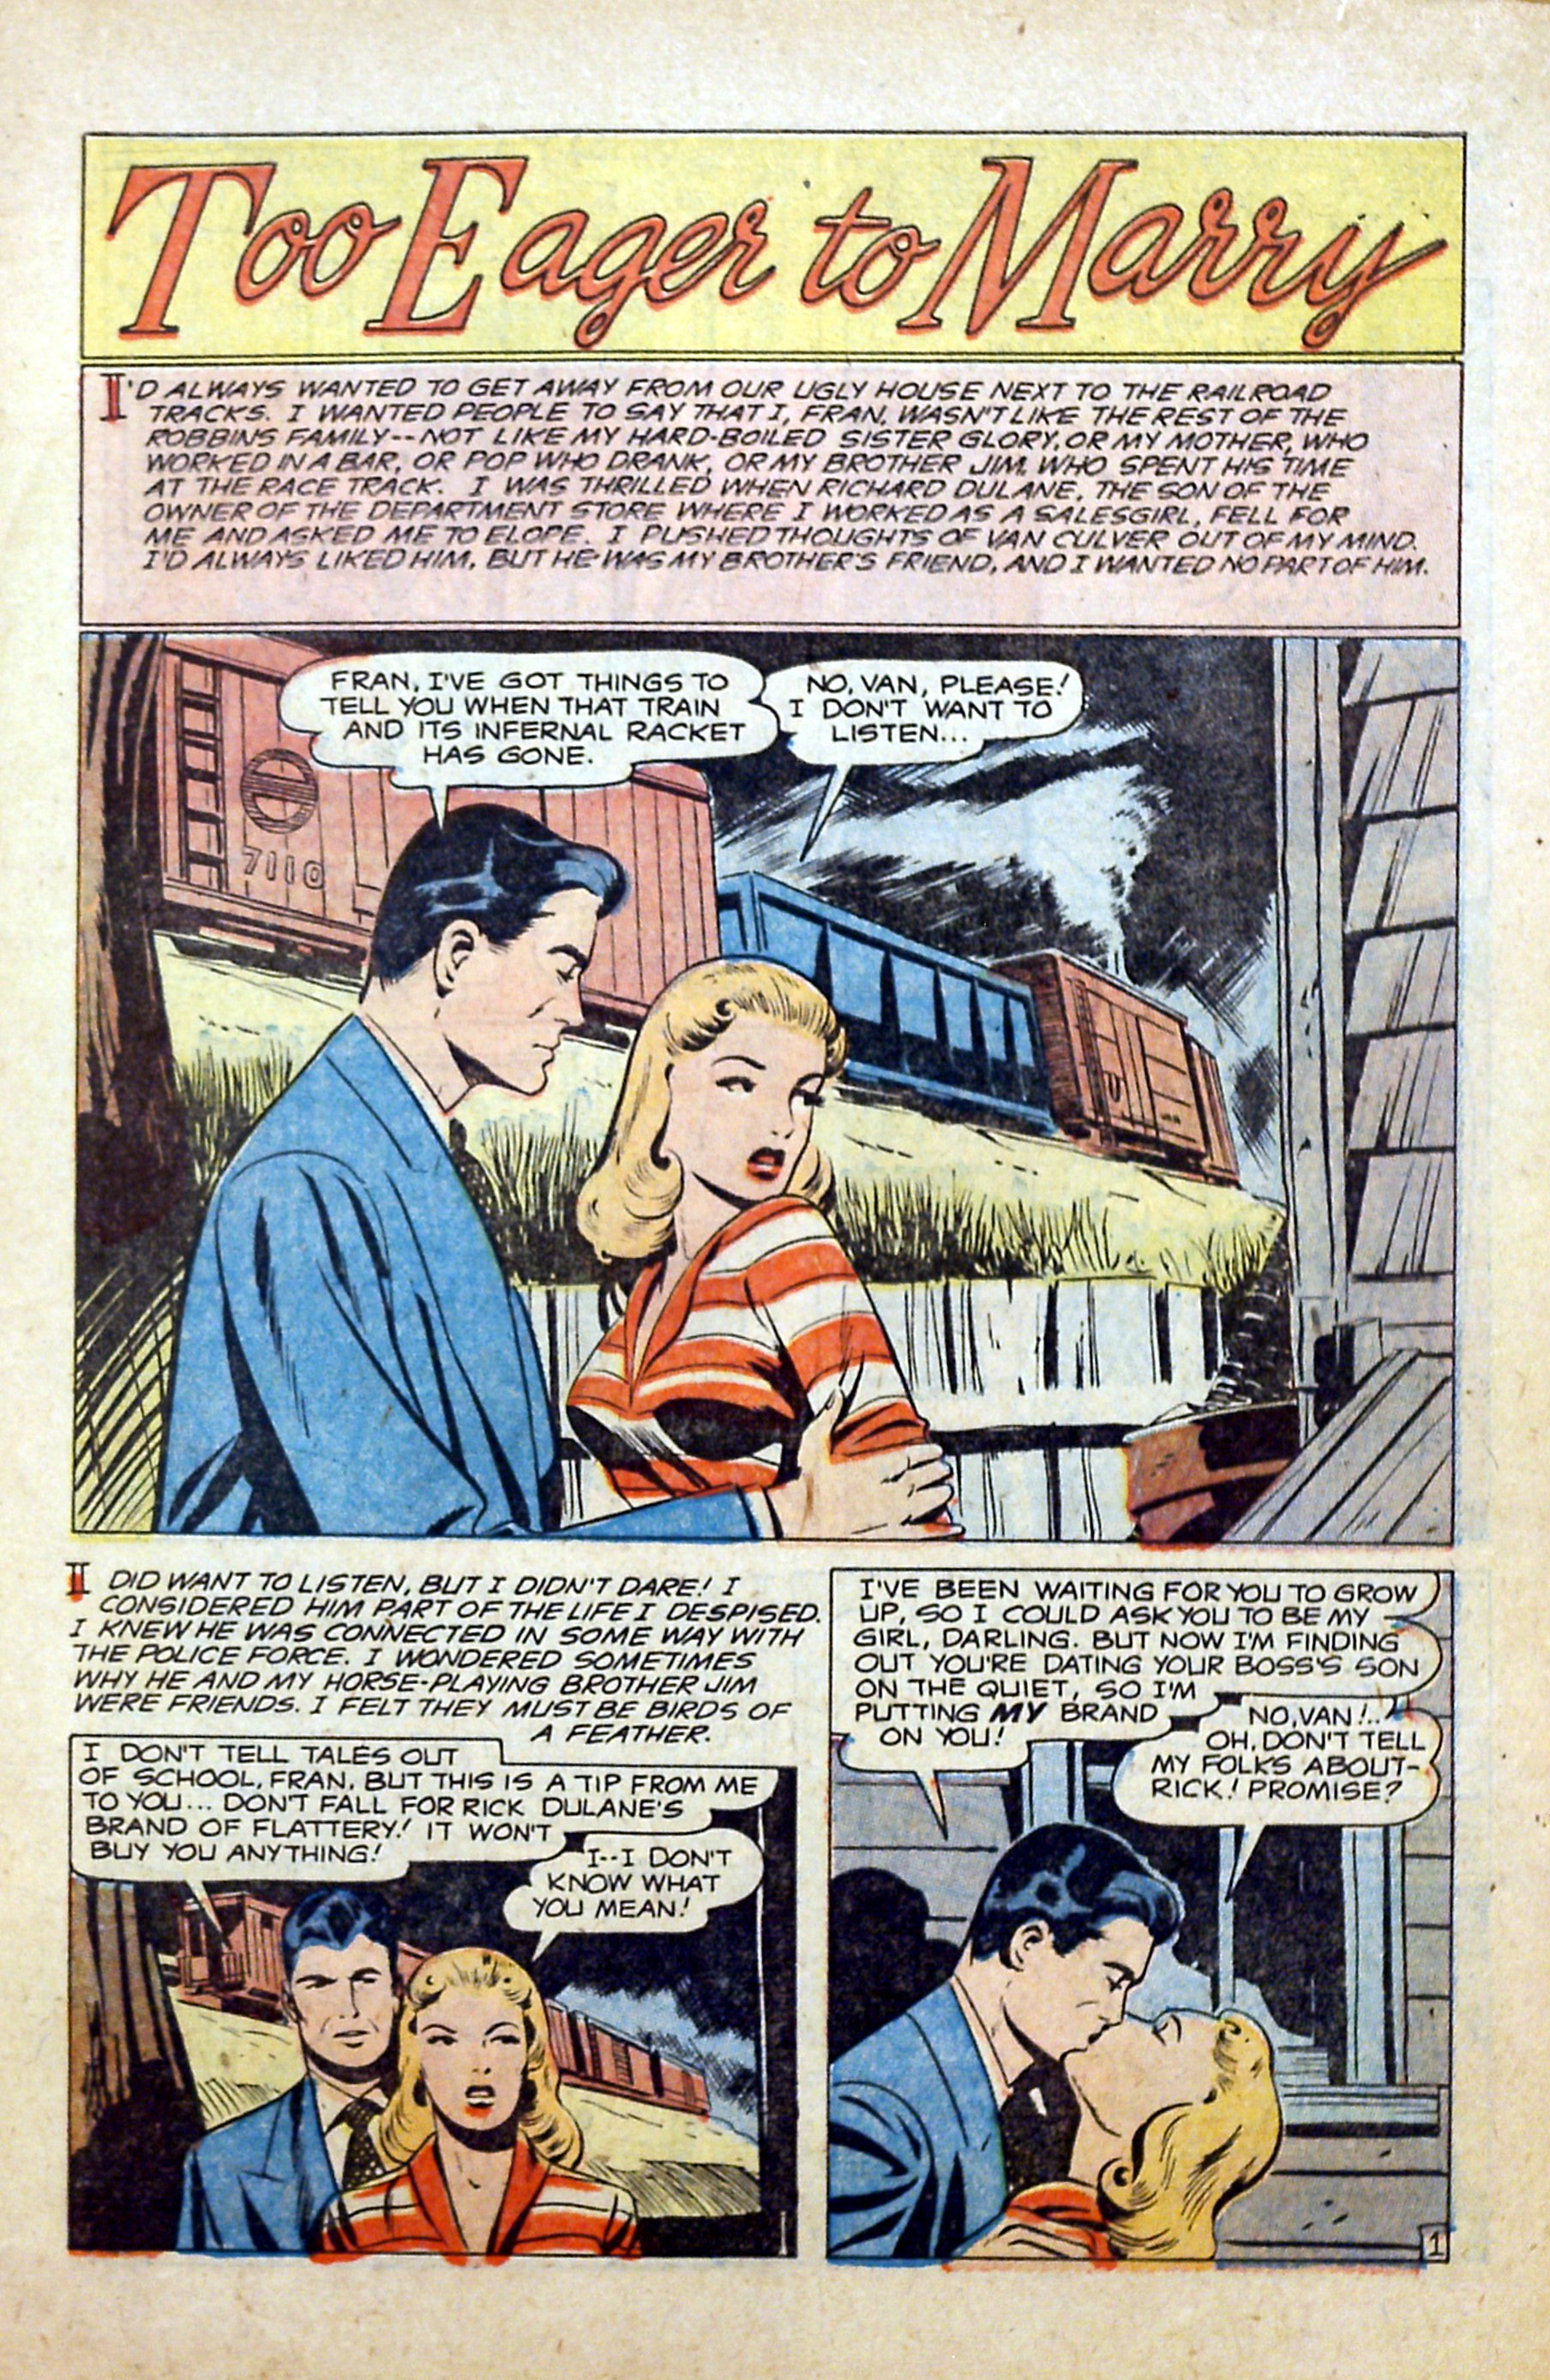 Too Eager to Marry
I'D ALWAYS WANTED TO GET AWAY FROM OUR UGLY HOUSE NEXT TO THE RAILROAD
TRACKS. I WANTED PEOPLE TO SAY THAT I, FRAN, WASN'T LIKE THE REST OF THE
ROBBINS FAMILY--NOT LIKE MY HARD-BOILED SISTER GLORY, OR MY MOTHER, WHO
WORKED IN A BAR, OR POP WHO DRANK, OR MY BROTHER JIM, WHO SPENT HIS TIME
AT THE RACE TRACK. I WAS THRILLED WHEN RICHARD DULANE, THE SON OF THE
OWNER OF THE DEPARTMENT STORE WHERE I WORKED AS A SALESGIRL, FELL FOR
ME AND ASKED ME TO ELOPE. I PUSHED THOUGHTS OF VAN CULVER OUT OF MY MIND.
I'D ALWAYS LIKED HIM, BUT HE WAS MY BROTHER'S FRIEND, AND I WANTED NO PART OF HIM.
FRAN, I'VE GOT THINGS TO
TELL YOU WHEN THAT TRAIN
AND ITS INFERNAL RACKET
HAS GONE.
NO, VAN, PLEASE!
I DON'T WANT TO
LISTEN...
7110
I DID WANT TO LISTEN, BUT I DIDN'T DARE! I
CONSIDERED HIM PART OF THE LIFE I DESPISED.
I KNEW HE WAS CONNECTED IN SOME WAY WITH
THE POLICE FORCE. I WONDERED SOMETIMES
WHY HE AND MY HORSE-PLAYING BROTHER JIM
WERE FRIENDS. I FELT THEY MUST BE BIRDS OF
A FEATHER.
I DON'T TELL TALES OUT
OF SCHOOL, FRAN, BUT THIS IS A TIP FROM ME
TO YOU... DON'T FALL FOR RICK DULANE'S
BRAND OF FLATTERY! IT WON'T
BUY YOU ANYTHING!
I--I DON'T
KNOW WHAT
YOU MEAN!
I'VE BEEN WAITING FOR YOU TO GROW
UP, SO I COULD ASK YOU TO BE MY
GIRL, DARLING. BUT NOW I'M FINDING
OUT YOU'RE DATING YOUR BOSS'S SON
ON THE QUIET, SO I'M
PUTTING MY BRAND
ON YOU!
NO, VAN!..
OH, DON'T TELL
MY FOLKS ABOUT-
RICK! PROMISE?
1